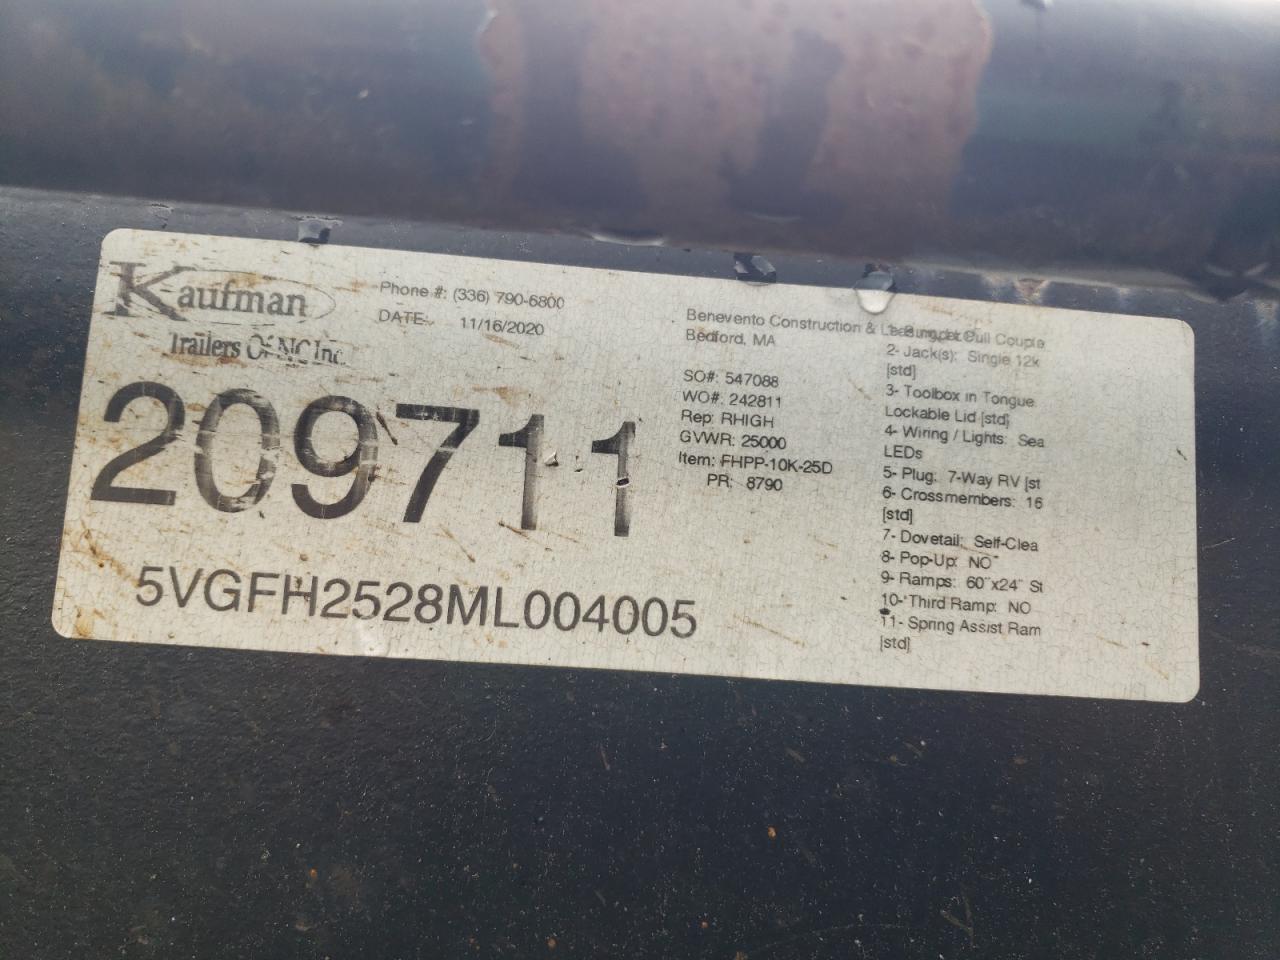 Kaufman
Trailers Of NC Inc.
Phone #: (336) 790-6800
DATE: 11/16/2020
209711
5VGFH2528ML004005
Benevento Construction &
Bedford, MA
SO#: 547088
WO#: 242811
Rep: RHIGH
GVWR: 25000
Item: FHPP-10K-25D
PR: 8790
Couple
2- Jack(s): Single 12k
[std]
3- Toolbox in Tongue
Lockable Lid [std]
4- Wiring / Lights: Sea
LEDs
5- Plug: 7-Way RV [st
6- Crossmembers: 16
[std]
7- Dovetail: Self-Clea
8- Pop-Up: NO
9- Ramps: 60"x24" St
10- Third Ramp: NO
11- Spring Assist Ram
[std]